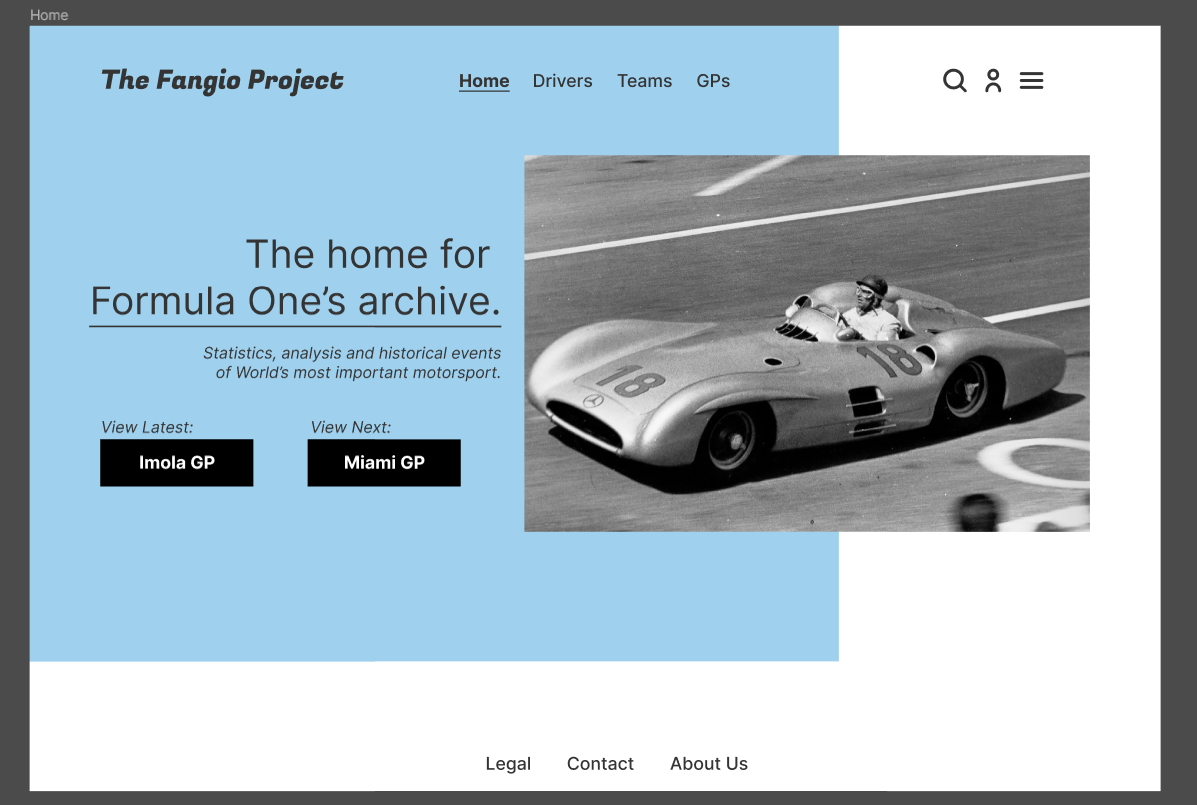 Home
The Fangio Project
Home Drivers Teams GPs
The home for
Formula One’s archive.
Statistics, analysis and historical events
of World’s most important motorsport.
View Latest: View Next:
Imola GP Miami GP
18
18
Legal Contact About Us